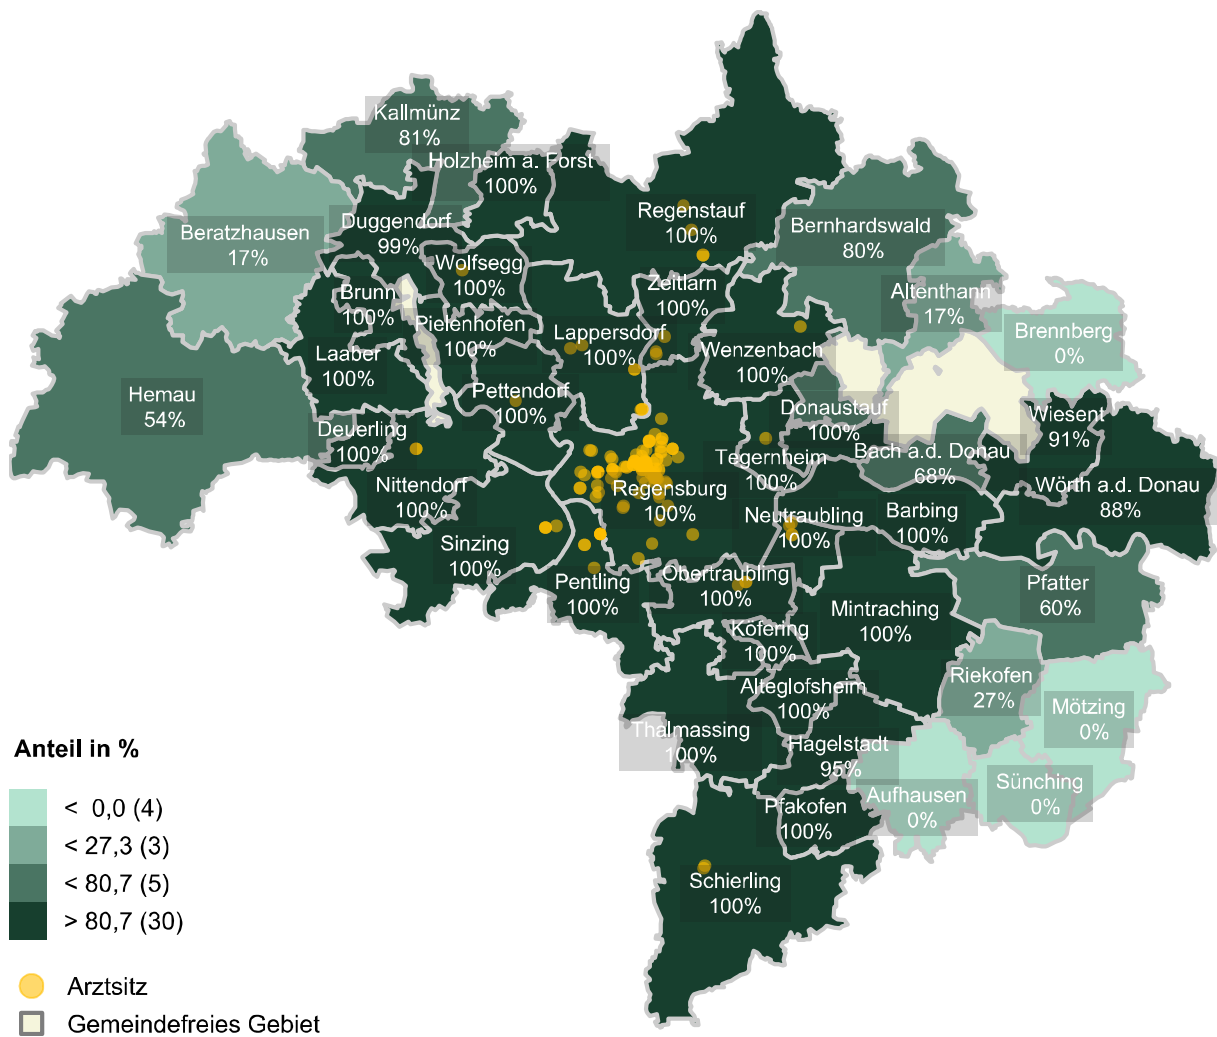 Kallmünz
81%
Holzheim a. Forst
100%
Regenstauf
100%
Duggendorf
99%
Beratzhausen
17%
Bernhardswald
80%
Wolfsegg
100%
Zeitlarn
100%
Brunn
100%
Altenthann
17%
Pielenhofen
100%
Lappersdorf
100%
Brennberg
0%
Laaber
100%
Wenzenbach
100%
Hemau
54%
Pettendorf
100%
Donaustauf
100%
Wiesent
91%
Deuerling
100%
Tegernheim
100%
Bach a.d. Donau
68%
Nittendorf
100%
Regensburg
100%
Wörth a.d. Donau
88%
Neutraubling
100%
Barbing
100%
Sinzing
100%
Pentling
100%
Obertraubling
100%
Pfatter
60%
Mintraching
100%
Köfering
100%
Riekofen
27%
Alteglofsheim
100%
Mötzing
0%
Thalmassing
100%
Hagelstadt
95%
Sünching
0%
Aufhausen
0%
Pfakofen
100%
Schierling
100%
Anteil in %
< 0,0 (4)
< 27,3 (3)
< 80,7 (5)
> 80,7 (30)
Arztsitz
Gemeindefreies Gebiet